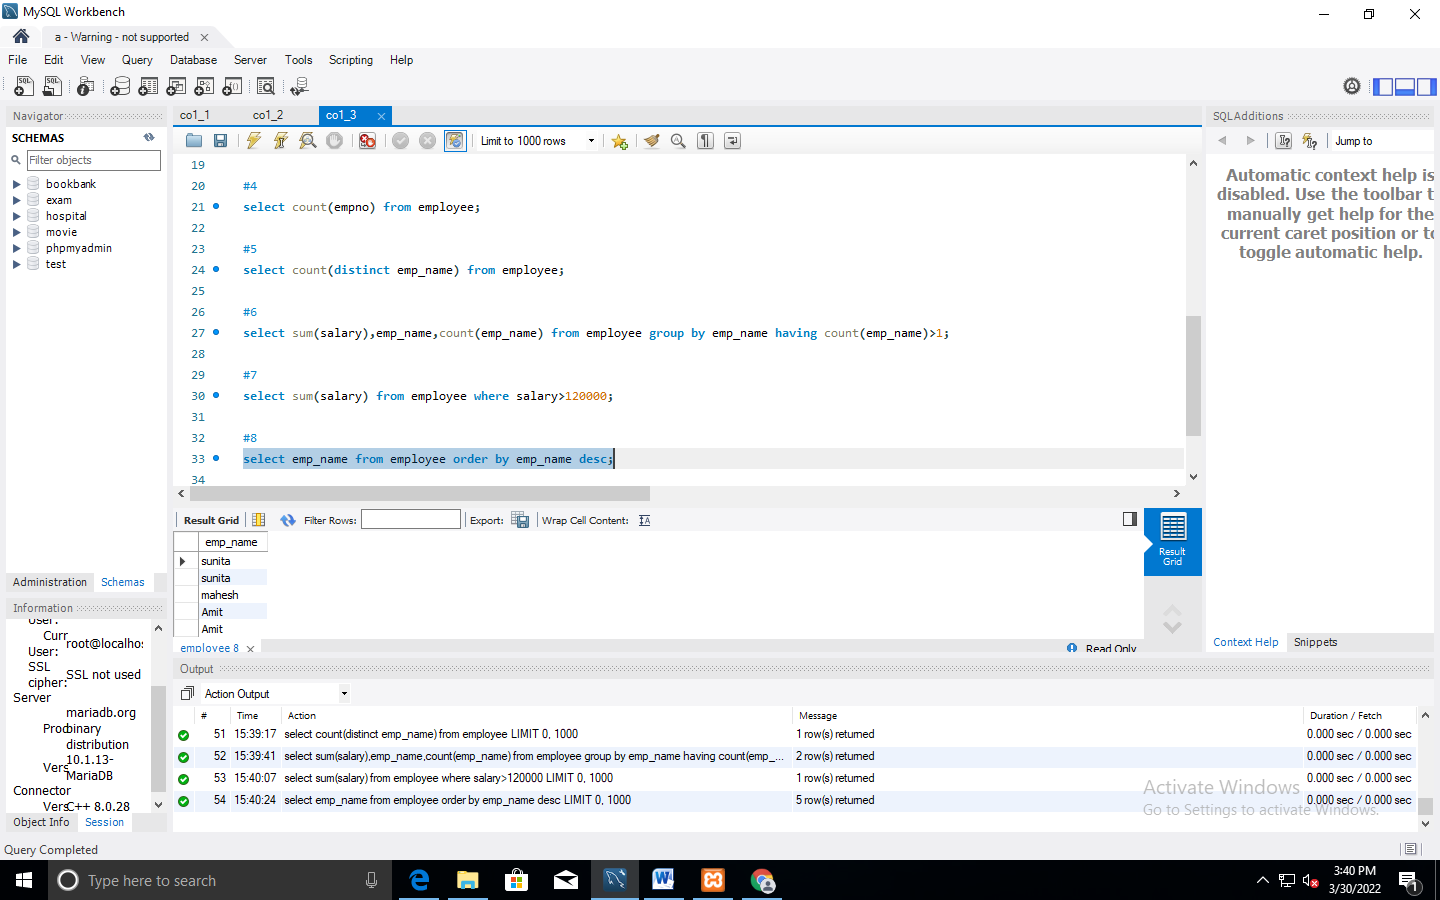 MySQL Workbench
a - Warning - not supported
File Edit View Query Database Server Tools Scripting Help
Navigator
SCHEMAS
Filter objects
bookbank
exam
hospital
movie
phpmyadmin
test
Administration Schemas
Information
User:
Curr root@localhos
User:
SSL SSL not used
cipher:
Server
mariadb.org
Prod binary
distribution
10.1.13-
Vers MariaDB
Connector
Vers C++ 8.0.28
Object Info Session
co1_1 co1_2 co1_3
Limit to 1000 rows
19
20 #4
21 select count(empno) from employee;
22
23 #5
24 select count(distinct emp_name) from employee;
25
26 #6
27 select sum(salary),emp_name,count(emp_name) from employee group by emp_name having count(emp_name)>1;
28
29 #7
30 select sum(salary) from employee where salary>120000;
31
32 #8
33 select emp_name from employee order by emp_name desc;
34
Result Grid Filter Rows: Export: Wrap Cell Content:
emp_name
sunita
sunita
mahesh
Amit
Amit
Result
Grid
employee 8 Read Only
SQLAdditions
Jump to
Automatic context help is
disabled. Use the toolbar t
manually get help for the
current caret position or to
toggle automatic help.
Context Help Snippets
Output
Action Output
# Time Action Message Duration / Fetch
51 15:39:17 select count(distinct emp_name) from employee LIMIT 0, 1000 1 row(s) returned 0.000 sec / 0.000 sec
52 15:39:41 select sum(salary),emp_name,count(emp_name) from employee group by emp_name having count(emp_... 2 row(s) returned 0.000 sec / 0.000 sec
53 15:40:07 select sum(salary) from employee where salary>120000 LIMIT 0, 1000 1 row(s) returned 0.000 sec / 0.000 sec
54 15:40:24 select emp_name from employee order by emp_name desc LIMIT 0, 1000 5 row(s) returned 0.000 sec / 0.000 sec
Activate Windows
Go to Settings to activate Windows.
Query Completed
Type here to search
3:40 PM
3/30/2022
1